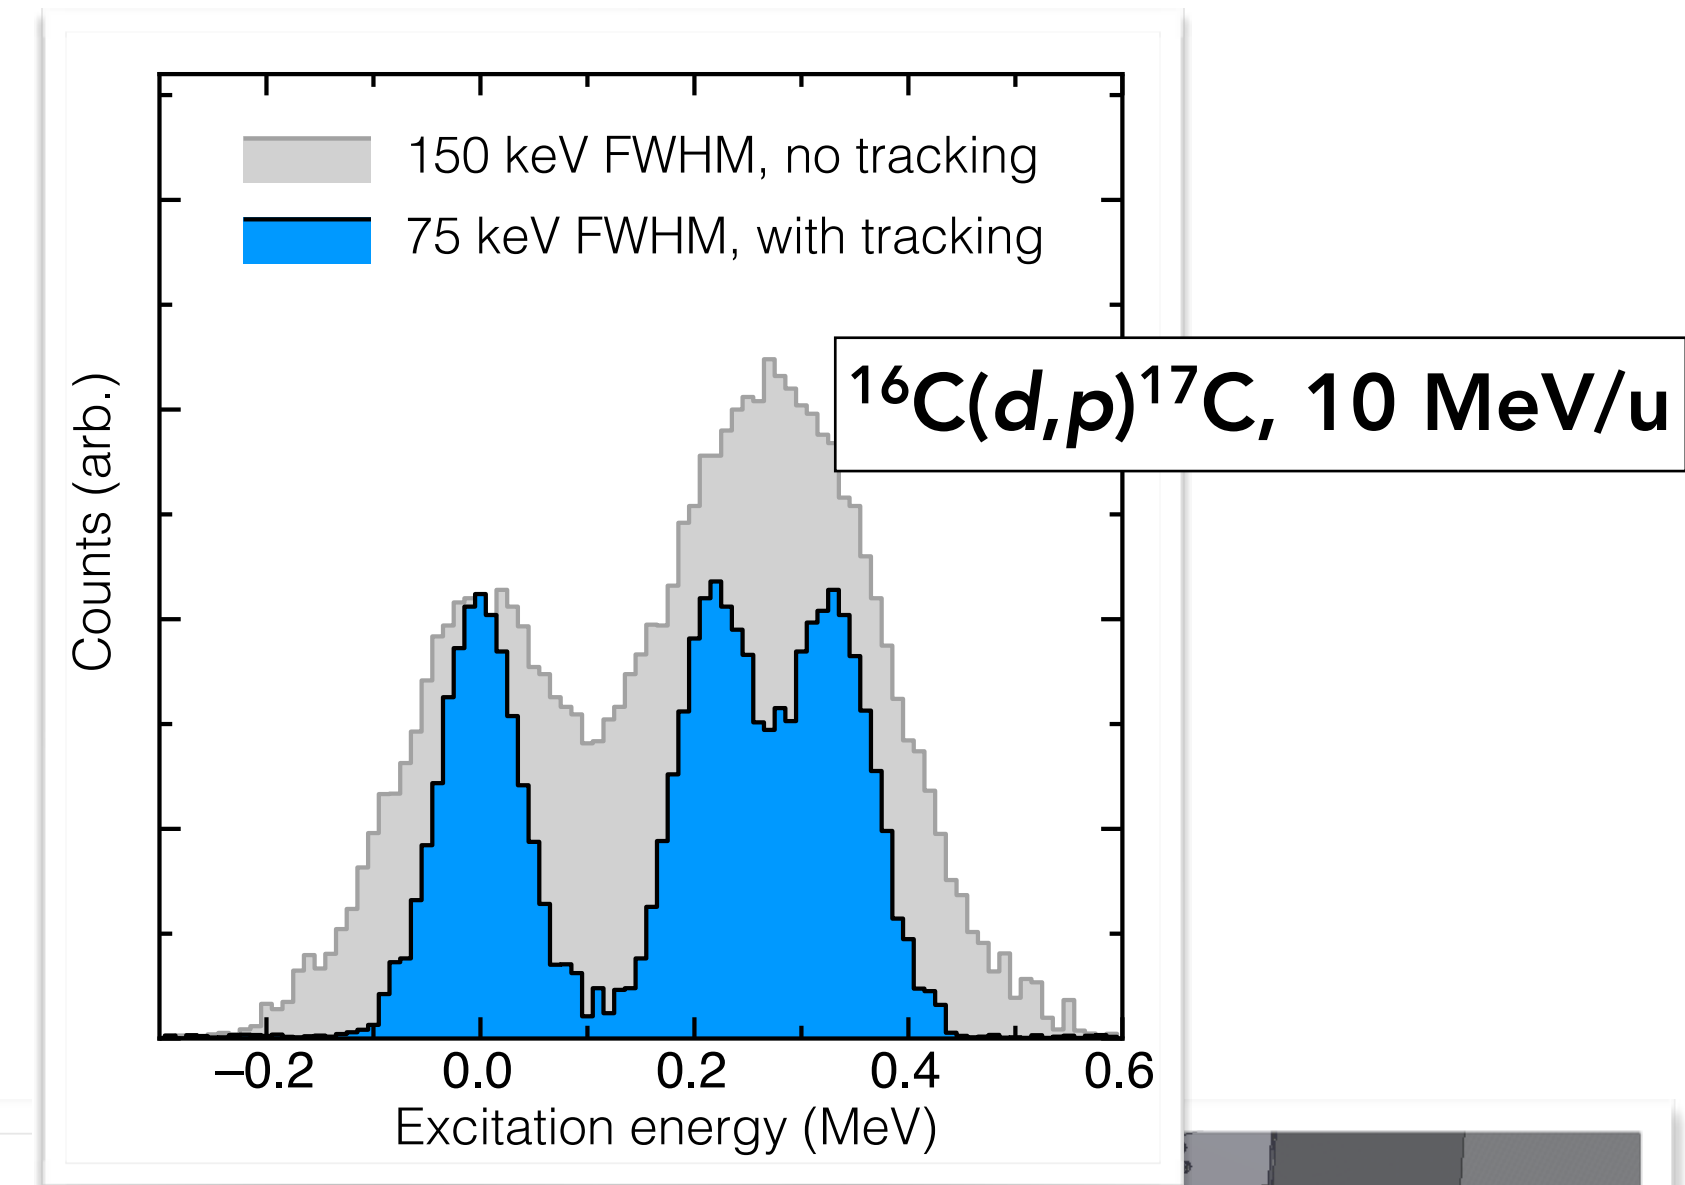 150 keV FWHM, no tracking
75 keV FWHM, with tracking
¹⁶C(d,p)¹⁷C, 10 MeV/u
Counts (arb.)
−0.2 0.0 0.2 0.4 0.6
Excitation energy (MeV)